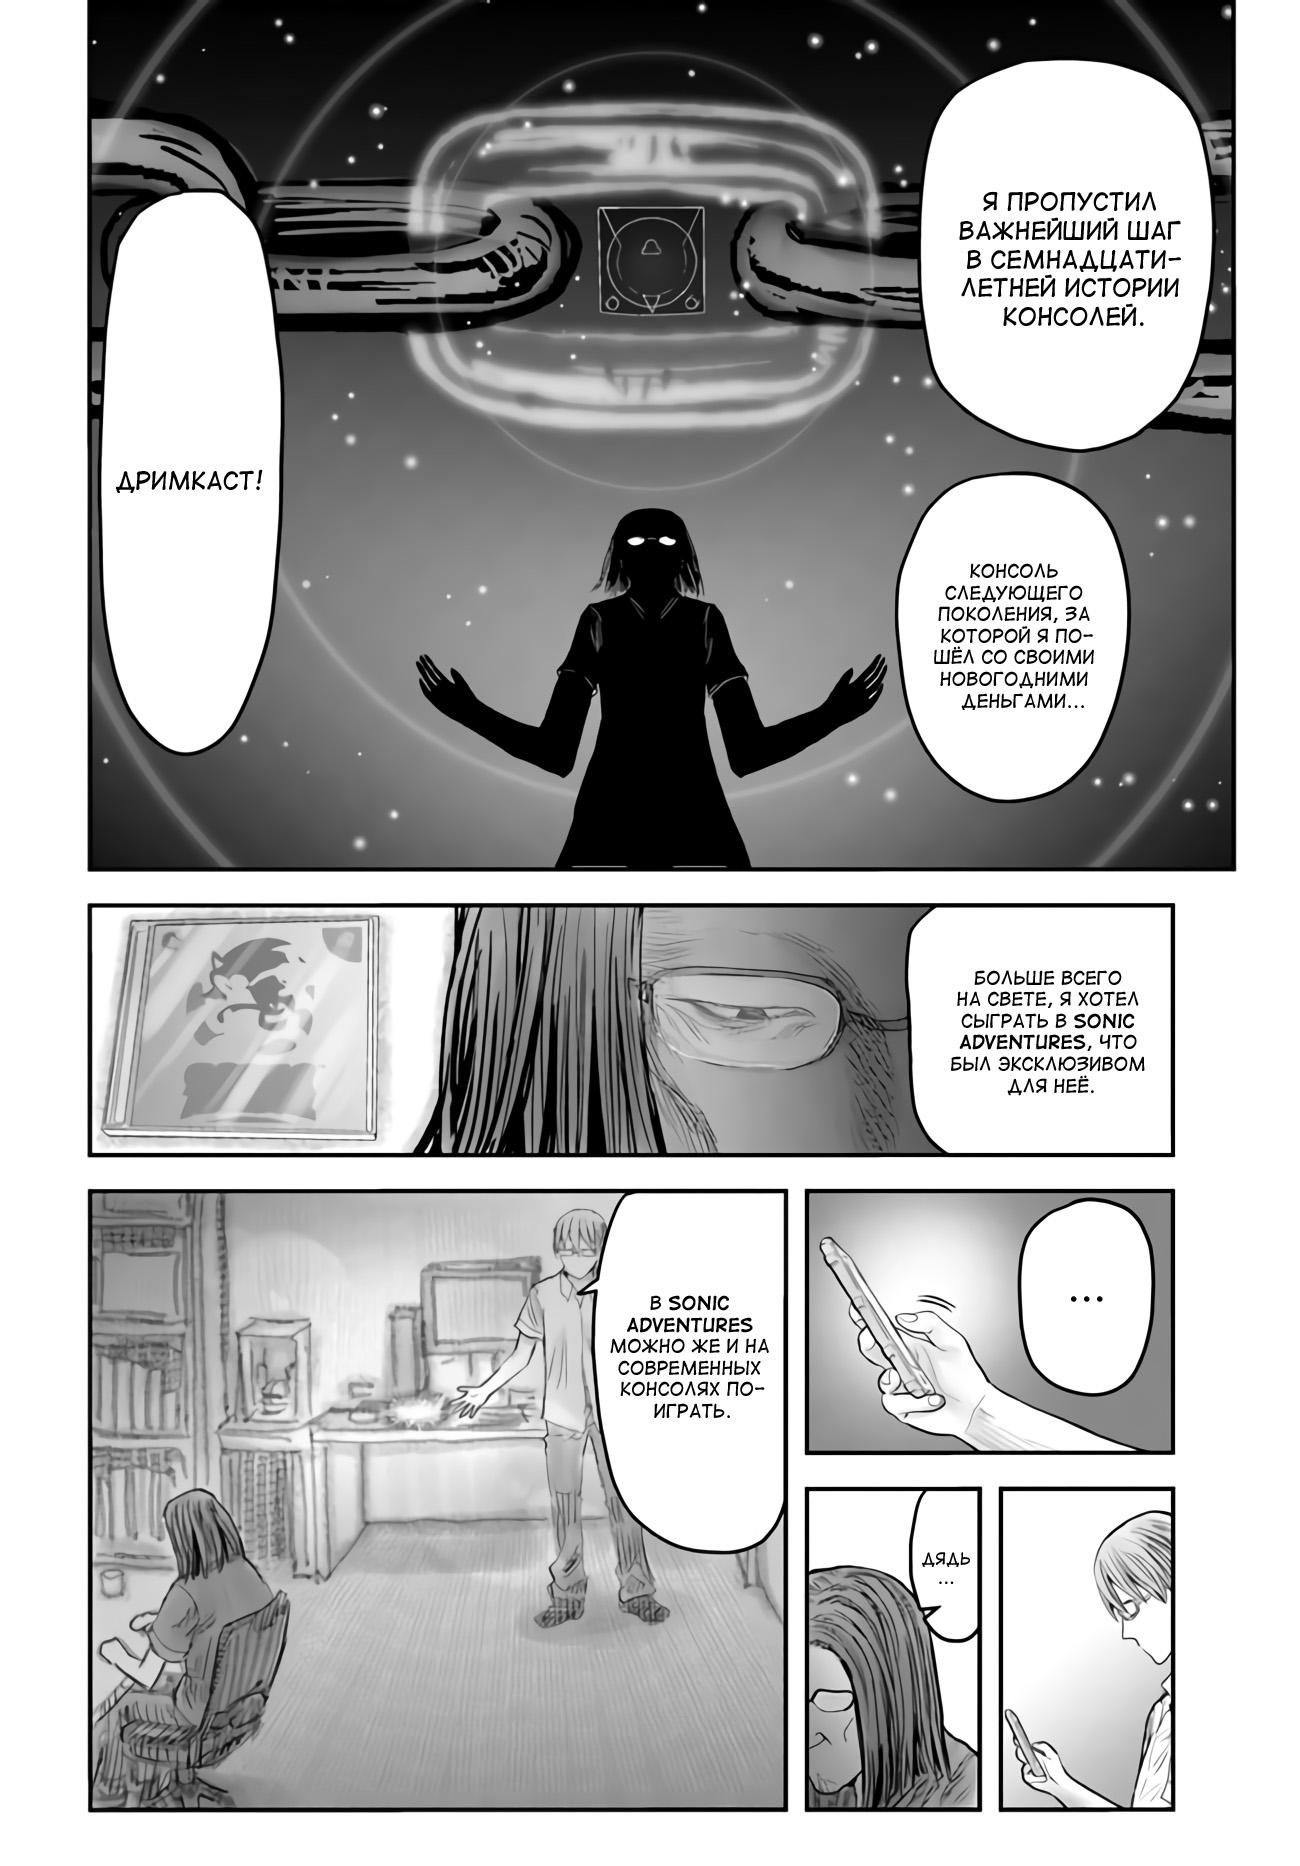 Я ПРОПУСТИЛ
ВАЖНЕЙШИЙ ШАГ
В СЕМНАДЦАТИ-
ЛЕТНЕЙ ИСТОРИИ
КОНСОЛЕЙ.
КОНСОЛЬ
СЛЕДУЮЩЕГО
ПОКОЛЕНИЯ, ЗА
КОТОРОЙ Я ПО-
ШЁЛ СО СВОИМИ
НОВОГОДНИМИ
ДЕНЬГАМИ...
ДРИМКАСТ!
БОЛЬШЕ ВСЕГО
НА СВЕТЕ, Я ХОТЕЛ
СЫГРАТЬ В SONIC
ADVENTURES, ЧТО
БЫЛ ЭКСКЛЮЗИВОМ
ДЛЯ НЕЁ.
...
ДЯДЬ
...
В SONIC
ADVENTURES
МОЖНО ЖЕ И НА
СОВРЕМЕННЫХ
КОНСОЛЯХ ПО-
ИГРАТЬ.